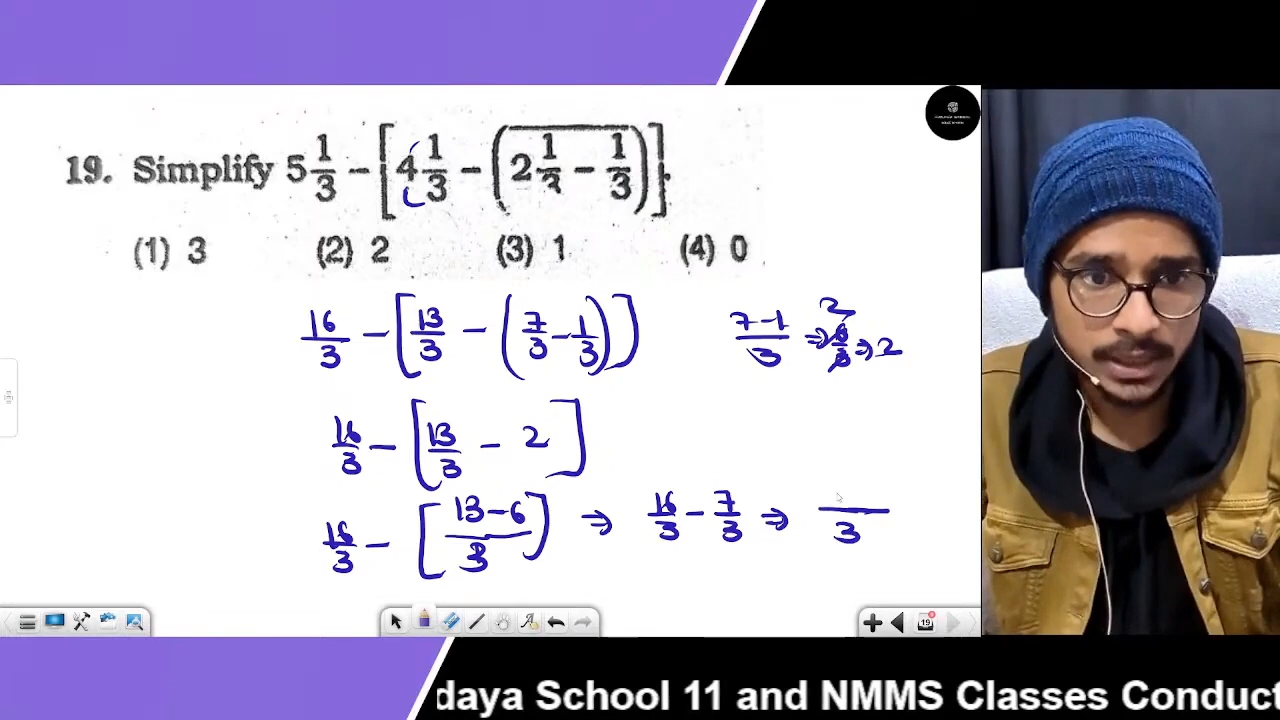 19. Simplify 5 1/3 − [4 1/3 − (2 1/3 − 1/3)].
(1) 3 (2) 2 (3) 1 (4) 0
16/3 − [13/3 − (7/3 − 1/3)]
7−1/3 ⇒ 6/3 2 ⇒ 2
16/3 − [13/3 − 2]
16/3 − [13−6/3] ⇒ 16/3 − 7/3 ⇒ /3
19
daya School 11 and NMMS Classes Conduct